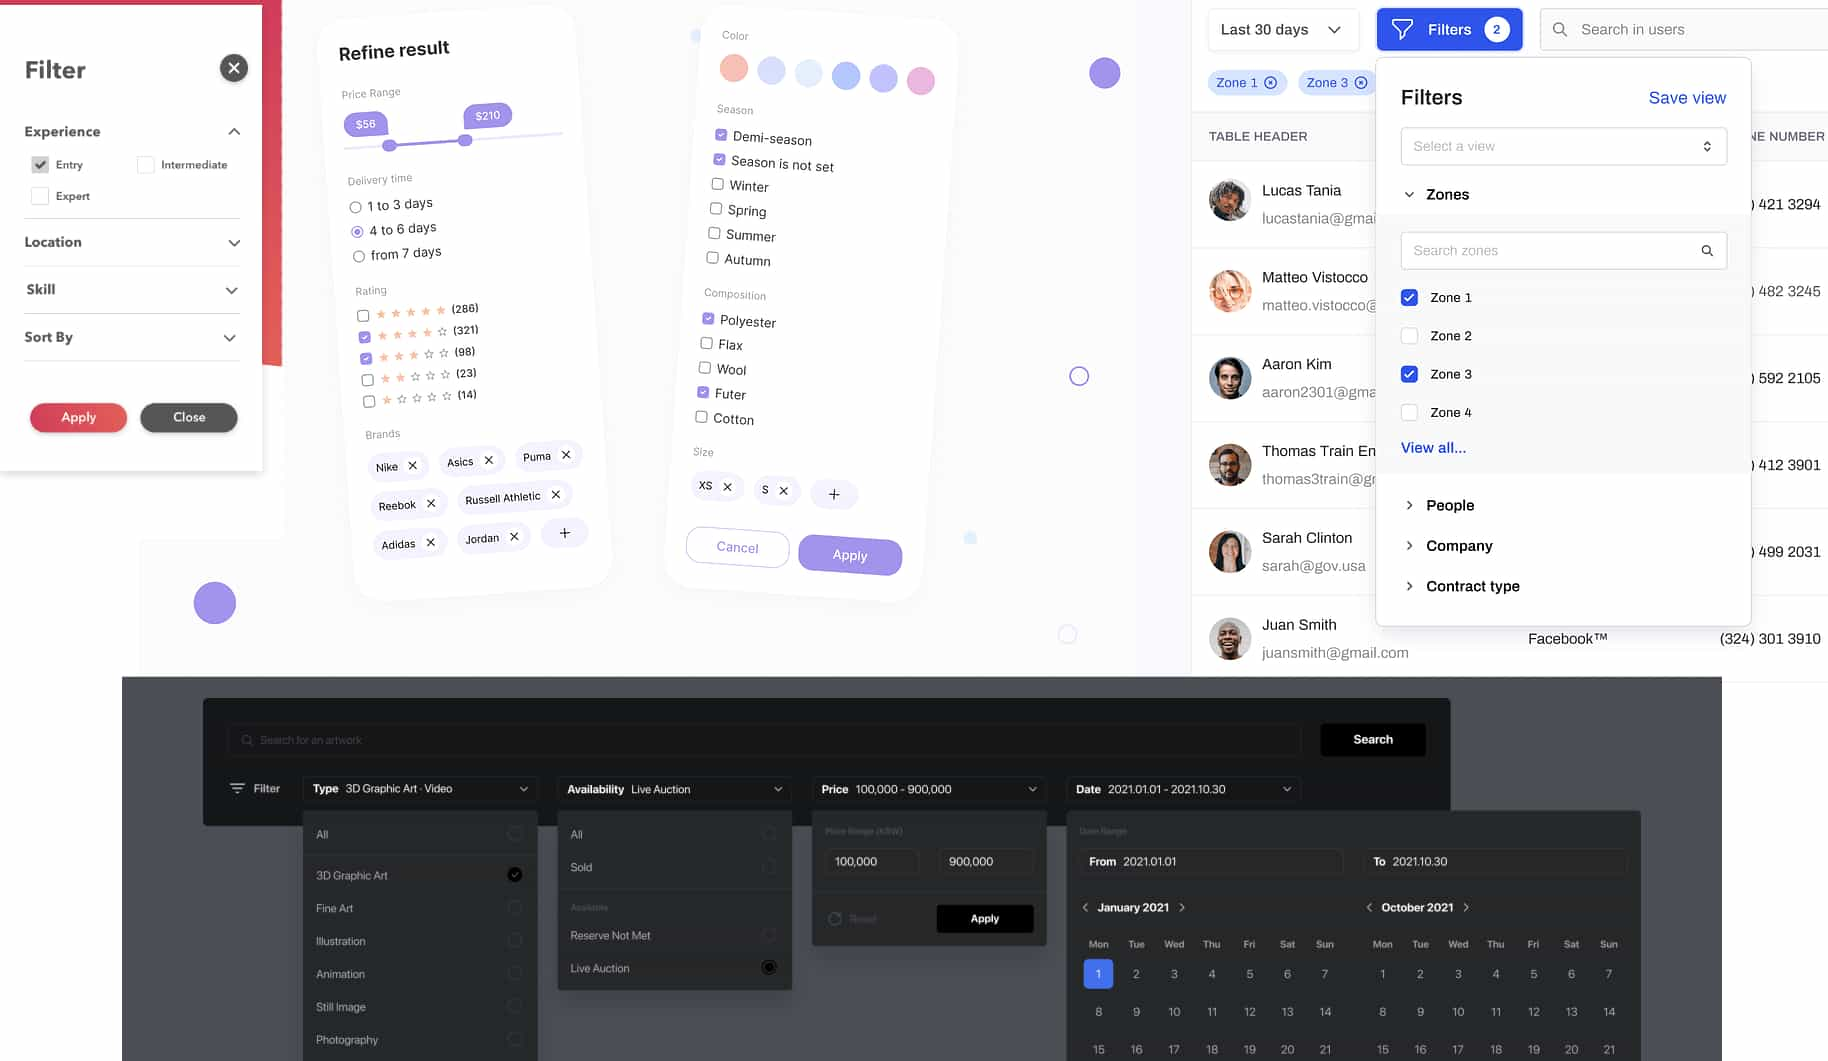 Filter
Experience
Entry
Intermediate
Expert
Location
Skill
Sort By
Apply
Close
Refine result
Price Range
$56
$210
Delivery time
1 to 3 days
4 to 6 days
from 7 days
Rating
(286)
(321)
(98)
(23)
(14)
Brands
Nike
Asics
Puma
Reebok
Russell Athletic
Adidas
Jordan
Color
Season
Demi-season
Season is not set
Winter
Spring
Summer
Autumn
Composition
Polyester
Flax
Wool
Futer
Cotton
Size
XS
S
Cancel
Apply
Last 30 days
Filters 2
Search in users
Zone 1
Zone 3
TABLE HEADER
NE NUMBER
Lucas Tania
lucastania@gmai
) 421 3294
Matteo Vistocco
matteo.vistocco@
) 482 3245
Aaron Kim
aaron2301@gma
) 592 2105
Thomas Train En
thomas3train@gr
) 412 3901
Sarah Clinton
sarah@gov.usa
) 499 2031
Juan Smith
juansmith@gmail.com
Facebook™
(324) 301 3910
Filters
Save view
Select a view
Zones
Search zones
Zone 1
Zone 2
Zone 3
Zone 4
View all...
People
Company
Contract type
Search for an artwork
Search
Filter
Type 3D Graphic Art · Video
Availability Live Auction
Price 100,000 - 900,000
Date 2021.01.01 - 2021.10.30
All
3D Graphic Art
Fine Art
Illustration
Animation
Still Image
Photography
All
Sold
Available
Reserve Not Met
Live Auction
Price Range (KRW)
100,000
900,000
Reset
Apply
Date Range
From 2021.01.01
To 2021.10.30
January 2021
Mon Tue Wed Thu Fri Sat Sun
1 2 3 4 5 6 7
8 9 10 11 12 13 14
15 16 17 18 19 20 21
October 2021
Mon Tue Wed Thu Fri Sat Sun
1 2 3 4 5 6 7
8 9 10 11 12 13 14
15 16 17 18 19 20 21